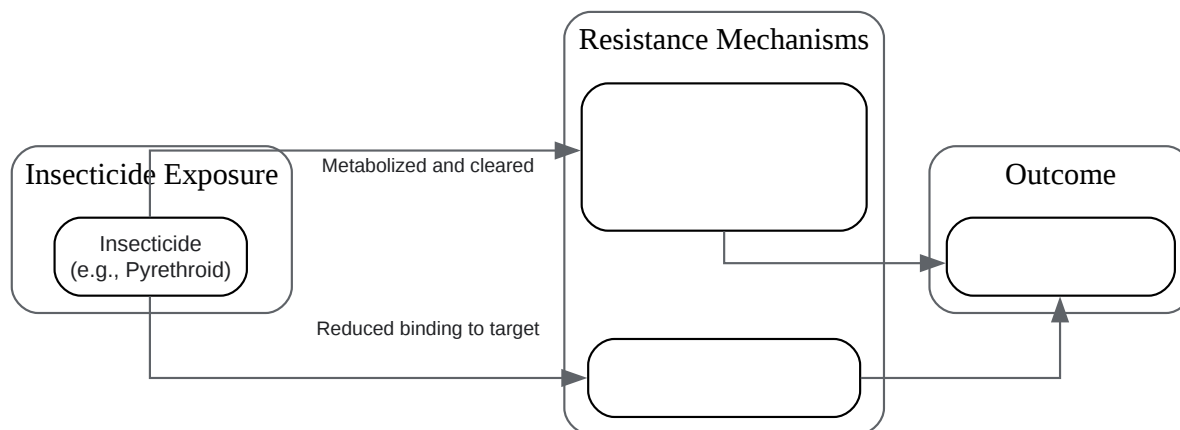 Resistance Mechanisms
Metabolized and cleared
Insecticide Exposure
Outcome
Insecticide
(e.g., Pyrethroid)
Reduced binding to target